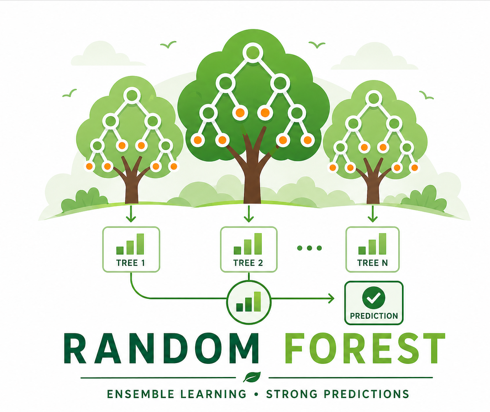 TREE 1
TREE 2
TREE N
PREDICTION
RANDOM FOREST
ENSEMBLE LEARNING • STRONG PREDICTIONS